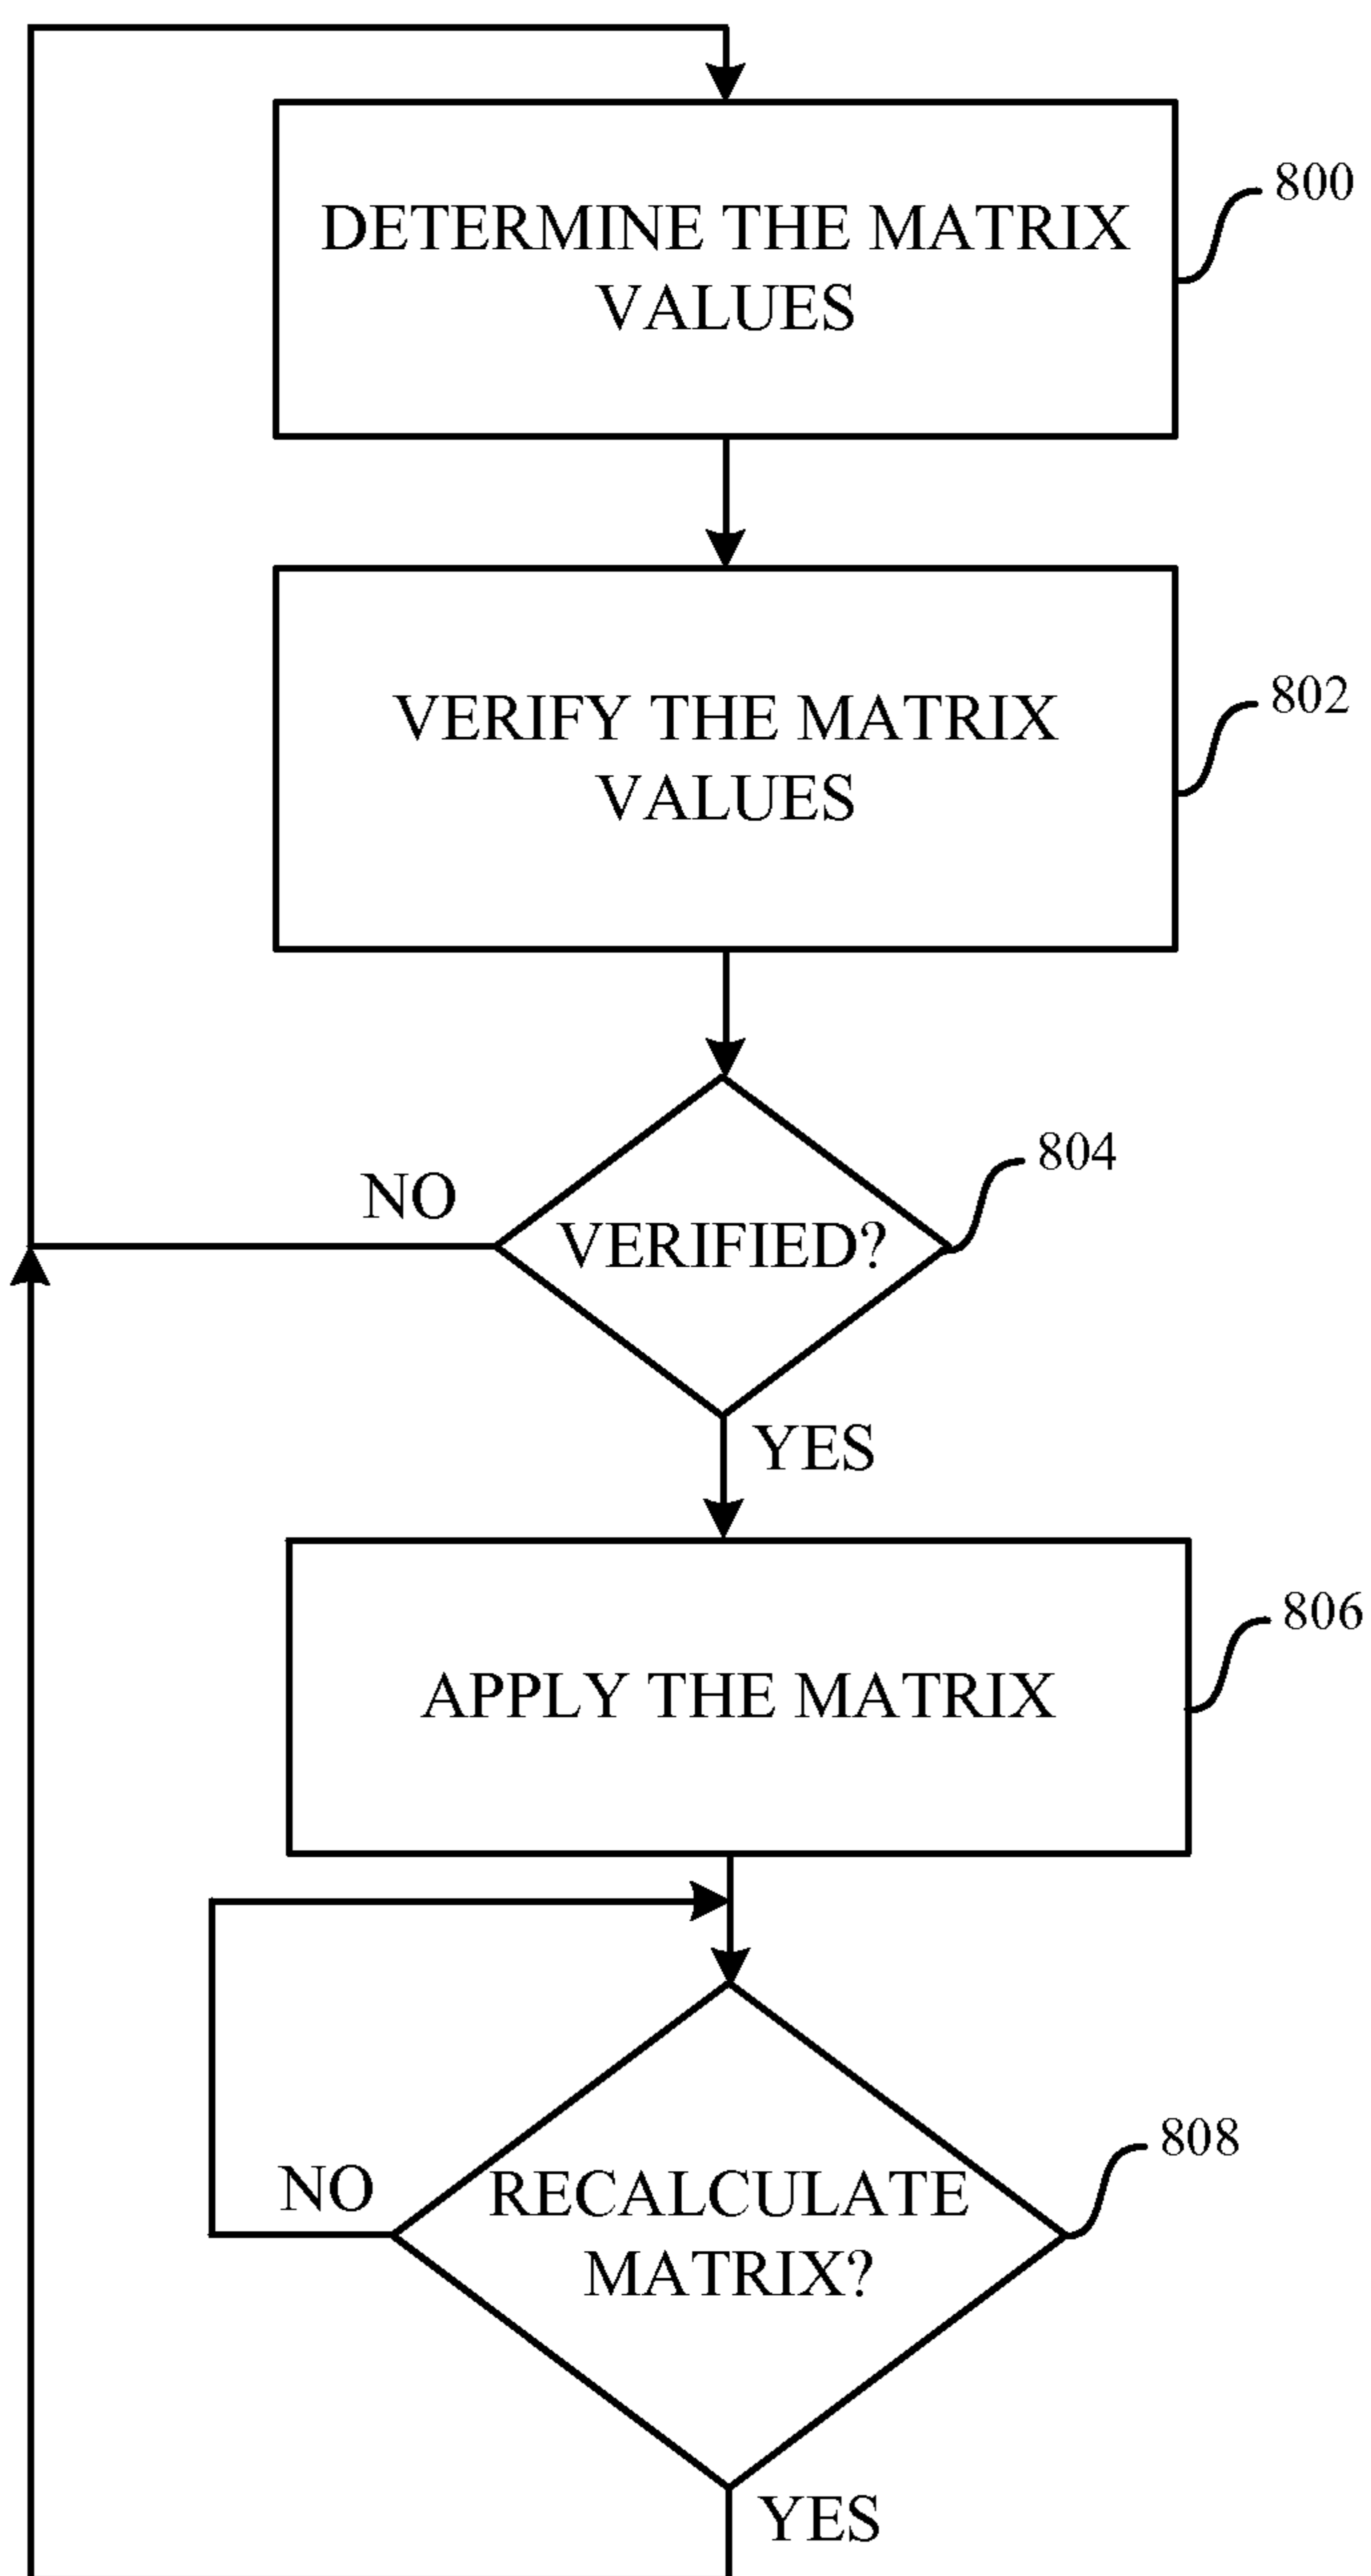 DETERMINE THE MATRIX
VALUES
800
VERIFY THE MATRIX
VALUES
802
804
NO
VERIFIED?
YES
806
APPLY THE MATRIX
808
NO
RECALCULATE
MATRIX?
YES